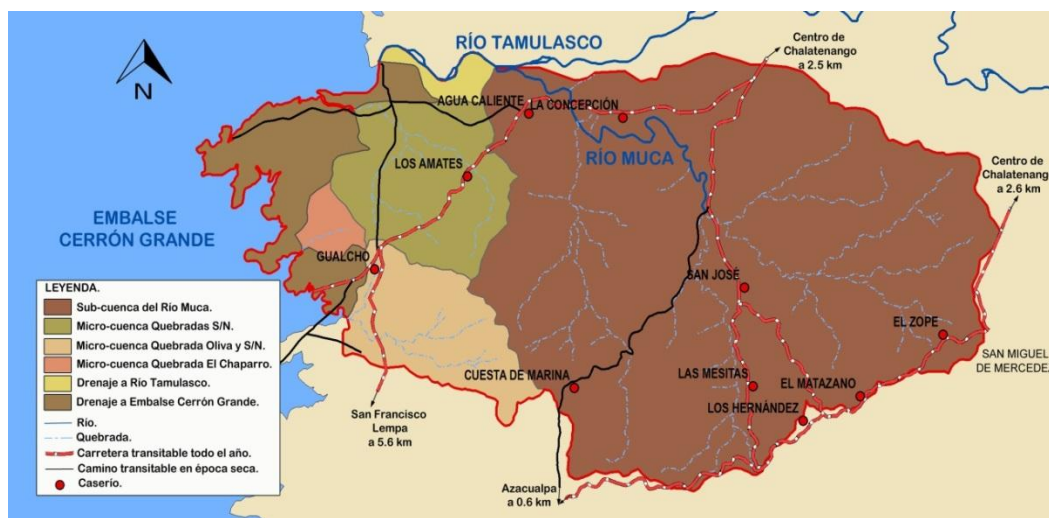 RÍO TAMULASCO
Centro de
Chalatenango
a 2.5 km
N
AGUA CALIENTE
LA CONCEPCIÓN
RÍO MUCA
LOS AMATES
Centro de
Chalatenango
a 2.6 km
EMBALSE
CERRÓN GRANDE
GUALCHO
SAN JOSÉ
EL ZOPE
SAN MIGUEL
DE MERCEDE
CUESTA DE MARINA
LAS MESITAS
EL MATAZANO
LOS HERNÁNDEZ
San Francisco
Lempa
a 5.6 km
Azacualpa
a 0.6 km
LEYENDA.
Sub-cuenca del Río Muca.
Micro-cuenca Quebradas S/N.
Micro-cuenca Quebrada Oliva y S/N.
Micro-cuenca Quebrada El Chaparro.
Drenaje a Río Tamulasco.
Drenaje a Embalse Cerrón Grande.
Río.
Quebrada.
Carretera transitable todo el año.
Camino transitable en época seca.
Caserío.